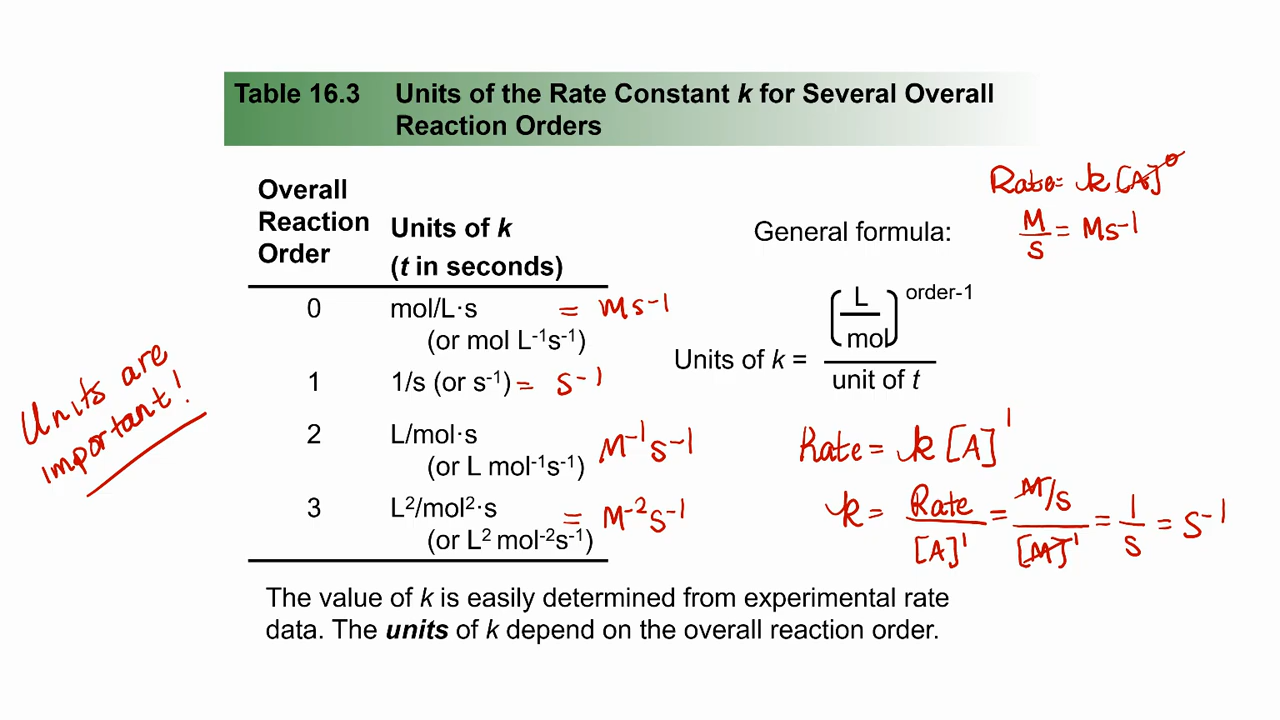 Table 16.3 Units of the Rate Constant k for Several Overall
Reaction Orders
Overall
Reaction
Order
Units of k
(t in seconds)
0 mol/L·s
(or mol L⁻¹s⁻¹)
= Ms⁻¹
1 1/s (or s⁻¹) = s⁻¹
2 L/mol·s
(or L mol⁻¹s⁻¹)
M⁻¹s⁻¹
3 L²/mol²·s
(or L² mol⁻²s⁻¹)
= M⁻²s⁻¹
Units are
important!
General formula:
Units of k =
(L/mol)^order-1
unit of t
Rate = k[A]⁰
M/s = Ms⁻¹
Rate = k[A]¹
k = Rate/[A]¹ = M/s/[M]¹ = 1/s = s⁻¹
The value of k is easily determined from experimental rate
data. The units of k depend on the overall reaction order.